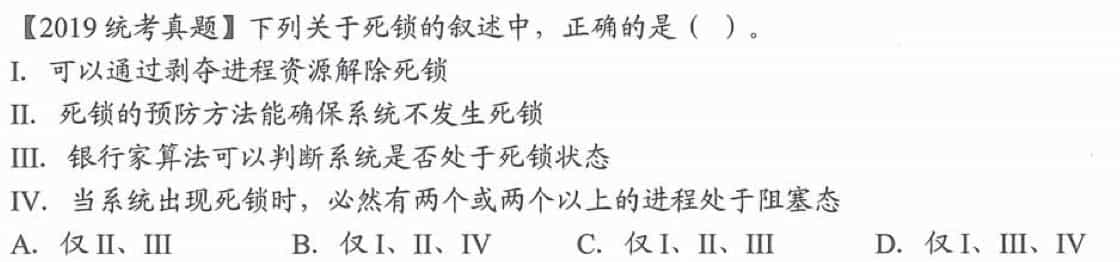 【2019 统考真题】下列关于死锁的叙述中，正确的是（ ）。
I. 可以通过剥夺进程资源解除死锁
II. 死锁的预防方法能确保系统不发生死锁
III. 银行家算法可以判断系统是否处于死锁状态
IV. 当系统出现死锁时，必然有两个或两个以上的进程处于阻塞态
A. 仅 II、III B. 仅 I、II、IV C. 仅 I、II、III D. 仅 I、III、IV